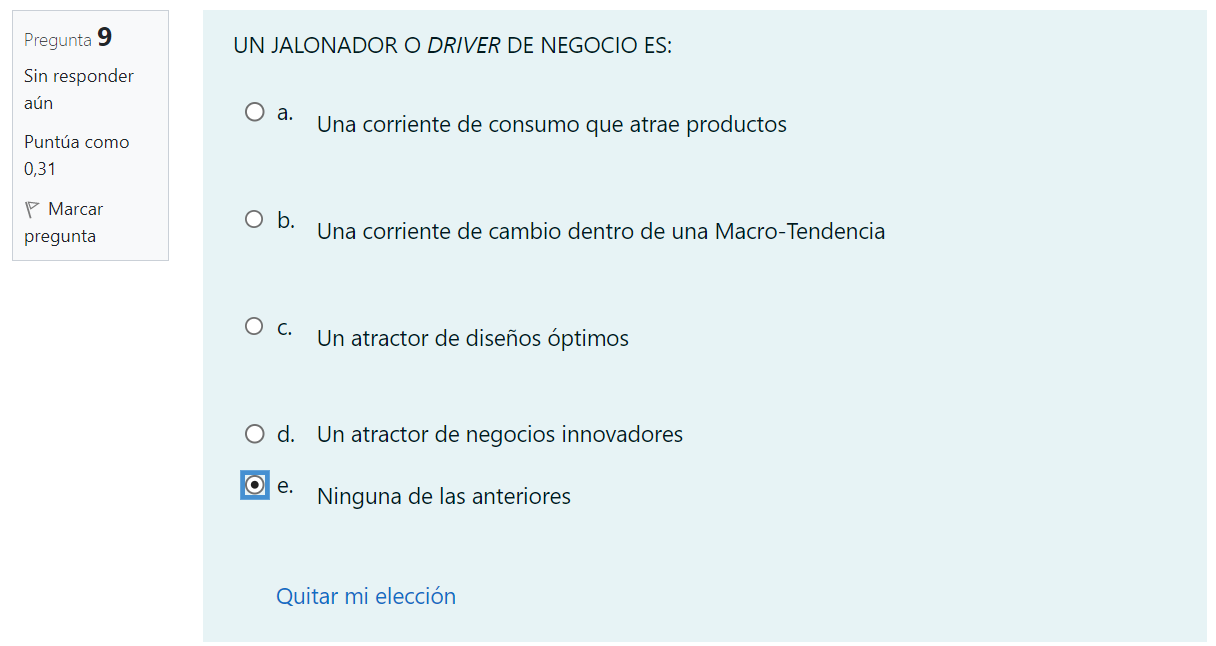 Pregunta 9
Sin responder
aún
Puntúa como
0,31
Marcar
pregunta
UN JALONADOR O DRIVER DE NEGOCIO ES:
a. Una corriente de consumo que atrae productos
b. Una corriente de cambio dentro de una Macro-Tendencia
c. Un atractor de diseños óptimos
d. Un atractor de negocios innovadores
e. Ninguna de las anteriores
Quitar mi elección